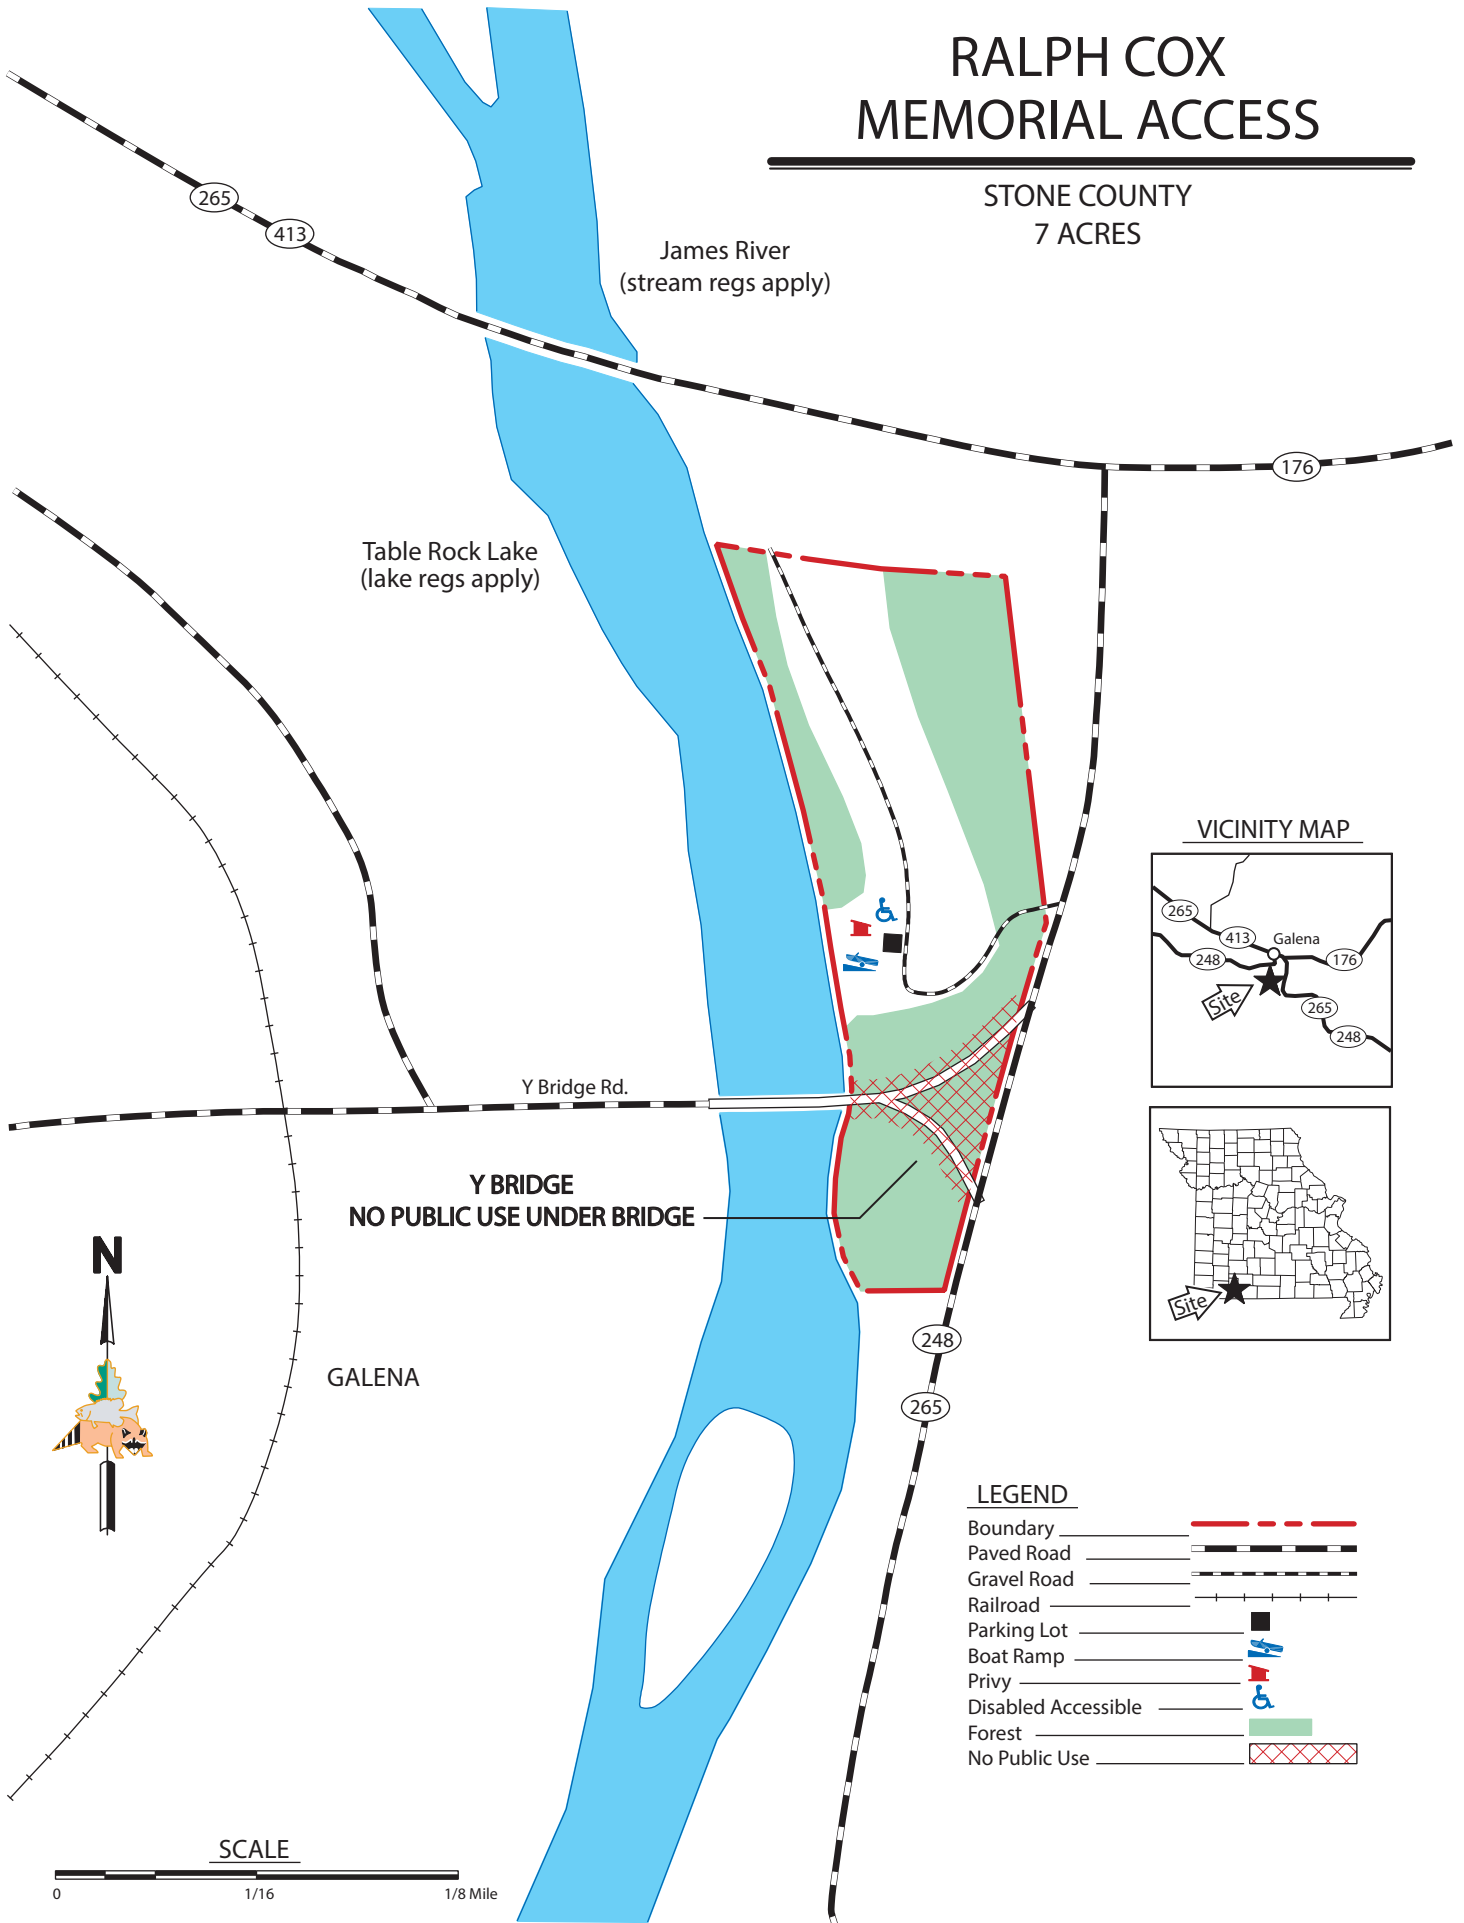 RALPH COX
MEMORIAL ACCESS
STONE COUNTY
7 ACRES
265
413
James River
(stream regs apply)
176
Table Rock Lake
(lake regs apply)
VICINITY MAP
265
413
Galena
248
176
Site
265
248
Y Bridge Rd.
Y BRIDGE
NO PUBLIC USE UNDER BRIDGE
N
Site
248
GALENA
265
LEGEND
Boundary
Paved Road
Gravel Road
Railroad
Parking Lot
Boat Ramp
Privy
Disabled Accessible
Forest
No Public Use
SCALE
0 1/16 1/8 Mile